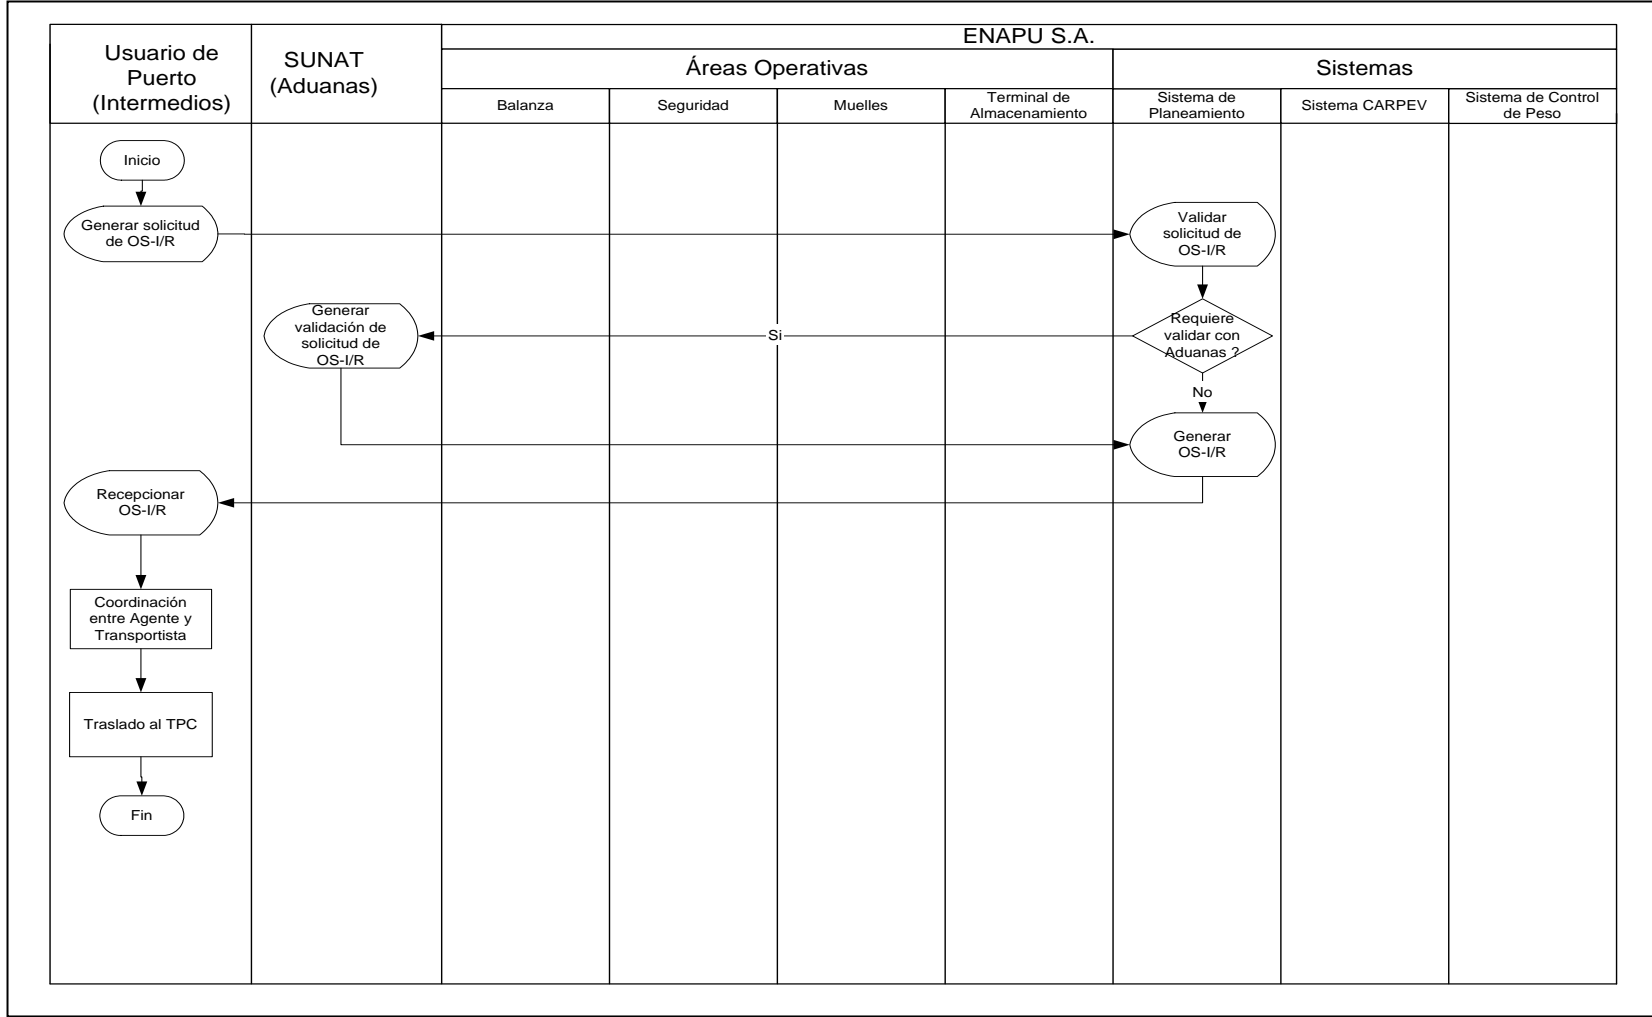 ENAPU S.A.
Usuario de
Puerto
(Intermedios)
SUNAT
(Aduanas)
Áreas Operativas
Sistemas
Balanza
Seguridad
Muelles
Terminal de
Almacenamiento
Sistema de
Planeamiento
Sistema CARPEV
Sistema de Control
de Peso
Inicio
Generar solicitud
de OS-I/R
Validar
solicitud de
OS-I/R
Generar
validación de
solicitud de
OS-I/R
Si
Requiere
validar con
Aduanas ?
No
Generar
OS-I/R
Recepcionar
OS-I/R
Coordinación
entre Agente y
Transportista
Traslado al TPC
Fin